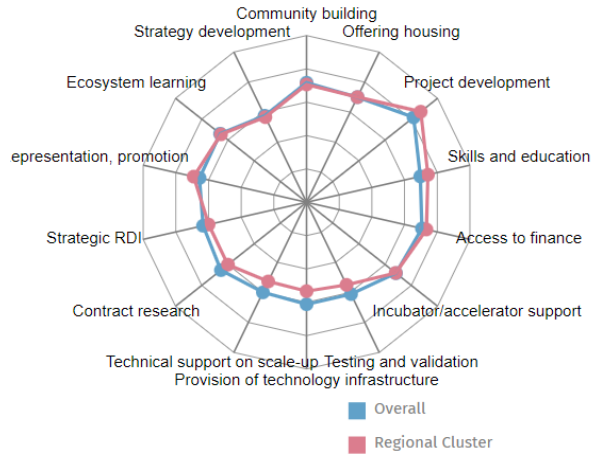 Community building
Strategy development
Offering housing
Ecosystem learning
Project development
epresentation, promotion
Skills and education
Strategic RDI
Access to finance
Contract research
Incubator/accelerator support
Technical support on scale-up
Testing and validation
Provision of technology infrastructure
Overall
Regional Cluster